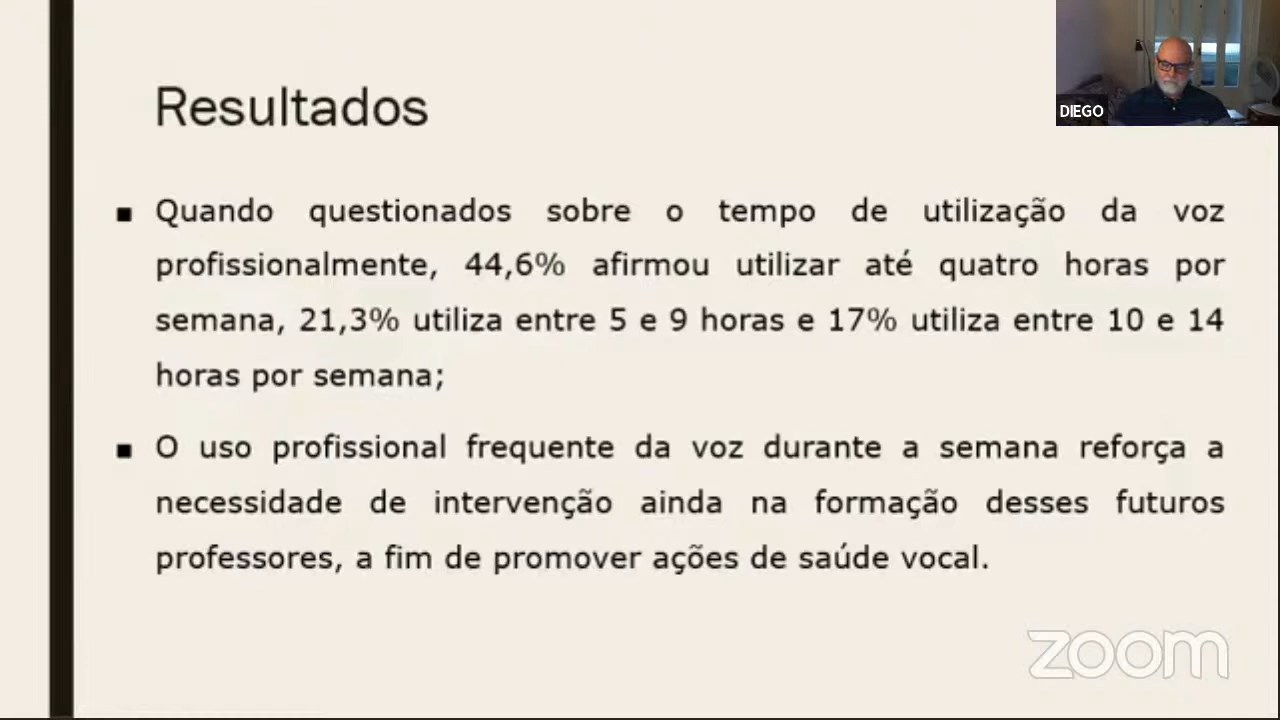 Resultados
DIEGO
■ Quando questionados sobre o tempo de utilização da voz
profissionalmente, 44,6% afirmou utilizar até quatro horas por
semana, 21,3% utiliza entre 5 e 9 horas e 17% utiliza entre 10 e 14
horas por semana;
■ O uso profissional frequente da voz durante a semana reforça a
necessidade de intervenção ainda na formação desses futuros
professores, a fim de promover ações de saúde vocal.
zoom